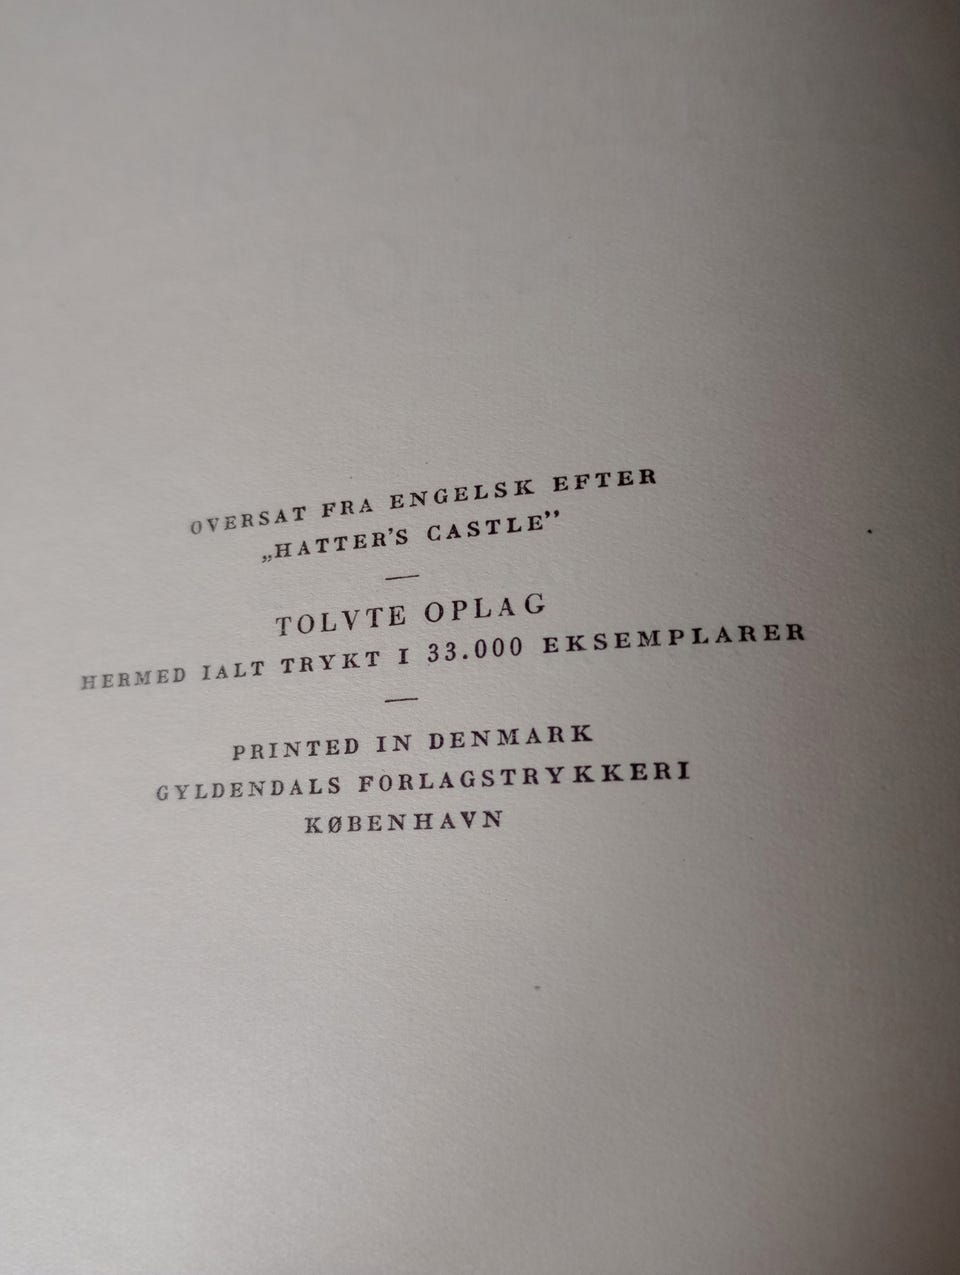 OVERSAT FRA ENGELSK EFTER
„HATTER'S CASTLE”
TOLVTE OPLAG
HERMED IALT TRYKT I 33.000 EKSEMPLARER
PRINTED IN DENMARK
GYLDENDALS FORLAGSTRYKKERI
KØBENHAVN